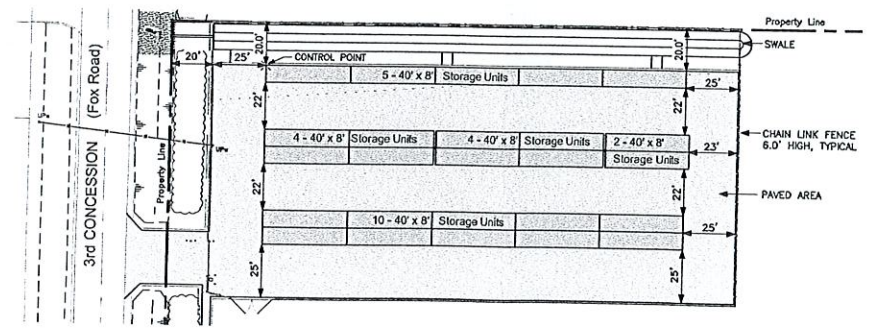 Property Line
SWALE
20.0'
20.0'
20'
25'
CONTROL POINT
5 - 40' x 8' Storage Units
25'
22'
22'
3rd CONCESSION (Fox Road)
Property Line
4 - 40' x 8' Storage Units
4 - 40' x 8' Storage Units
2 - 40' x 8'
Storage Units
23'
CHAIN LINK FENCE
6.0' HIGH, TYPICAL
22'
22'
PAVED AREA
10 - 40' x 8' Storage Units
25'
25'
25'